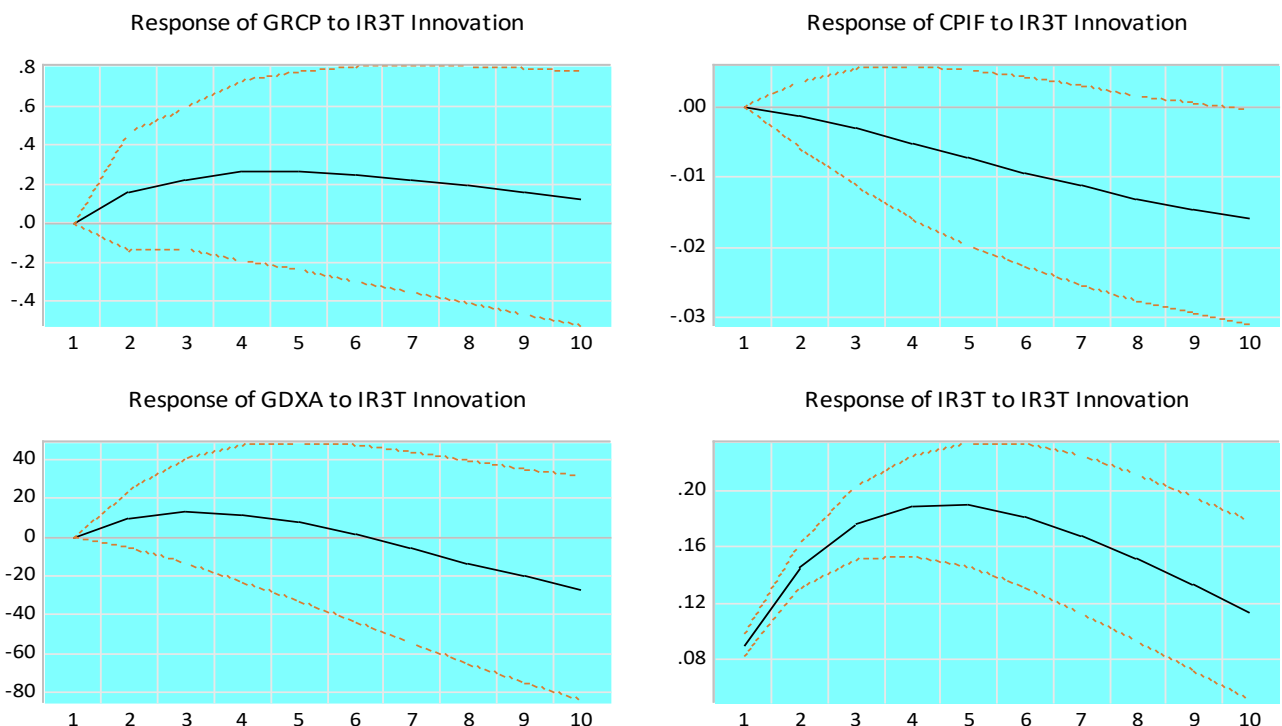 Response of GRCP to IR3T Innovation
.8
.6
.4
.2
.0
-.2
-.4
1 2 3 4 5 6 7 8 9 10
Response of CPIF to IR3T Innovation
.00
-.01
-.02
-.03
1 2 3 4 5 6 7 8 9 10
Response of GDXA to IR3T Innovation
40
20
0
-20
-40
-60
-80
1 2 3 4 5 6 7 8 9 10
Response of IR3T to IR3T Innovation
.20
.16
.12
.08
1 2 3 4 5 6 7 8 9 10